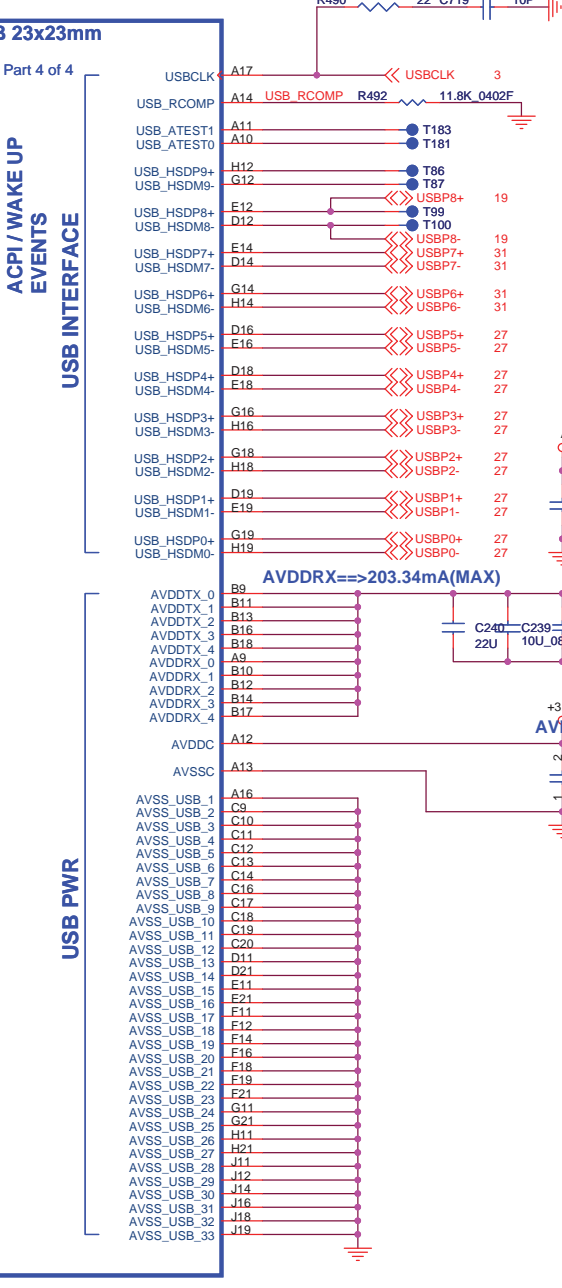 R490 22 C719 10P
B 23x23mm
Part 4 of 4
ACPI / WAKE UP
EVENTS
USB INTERFACE
USBCLK A17 USBCLK 3
USB_RCOMP A14 USB_RCOMP R492 11.8K_0402F
USB_ATEST1 A11 T183
USB_ATEST0 A10 T181
USB_HSDP9+ H12 T86
USB_HSDM9- G12 T87
USBP8+ 19
USB_HSDP8+ E12 T99
USB_HSDM8- D12 T100
USBP8- 19
USB_HSDP7+ E14 USBP7+ 31
USB_HSDM7- D14 USBP7- 31
USB_HSDP6+ G14 USBP6+ 31
USB_HSDM6- H14 USBP6- 31
USB_HSDP5+ D16 USBP5+ 27
USB_HSDM5- E16 USBP5- 27
USB_HSDP4+ D18 USBP4+ 27
USB_HSDM4- E18 USBP4- 27
USB_HSDP3+ G16 USBP3+ 27
USB_HSDM3- H16 USBP3- 27
USB_HSDP2+ G18 USBP2+ 27
USB_HSDM2- H18 USBP2- 27
USB_HSDP1+ D19 USBP1+ 27
USB_HSDM1- E19 USBP1- 27
USB_HSDP0+ G19 USBP0+ 27
USB_HSDM0- H19 USBP0- 27
AVDDRX==>203.34mA(MAX)
USB PWR
AVDDTX_0 B9
AVDDTX_1 B11
AVDDTX_2 B13
AVDDTX_3 B16
AVDDTX_4 B18
AVDDRX_0 A9
AVDDRX_1 B10
AVDDRX_2 B12
AVDDRX_3 B14
AVDDRX_4 B17
C240 C239
22U 10U_08
+3
AV
AVDDC A12
2
AVSSC A13
1
AVSS_USB_1 A16
AVSS_USB_2 C9
AVSS_USB_3 C10
AVSS_USB_4 C11
AVSS_USB_5 C12
AVSS_USB_6 C13
AVSS_USB_7 C14
AVSS_USB_8 C16
AVSS_USB_9 C17
AVSS_USB_10 C18
AVSS_USB_11 C19
AVSS_USB_12 C20
AVSS_USB_13 D11
AVSS_USB_14 D21
AVSS_USB_15 E11
AVSS_USB_16 E21
AVSS_USB_17 F11
AVSS_USB_18 F12
AVSS_USB_19 F14
AVSS_USB_20 F16
AVSS_USB_21 F18
AVSS_USB_22 F19
AVSS_USB_23 F21
AVSS_USB_24 G11
AVSS_USB_25 G21
AVSS_USB_26 H11
AVSS_USB_27 H21
AVSS_USB_28 J11
AVSS_USB_29 J12
AVSS_USB_30 J14
AVSS_USB_31 J16
AVSS_USB_32 J18
AVSS_USB_33 J19